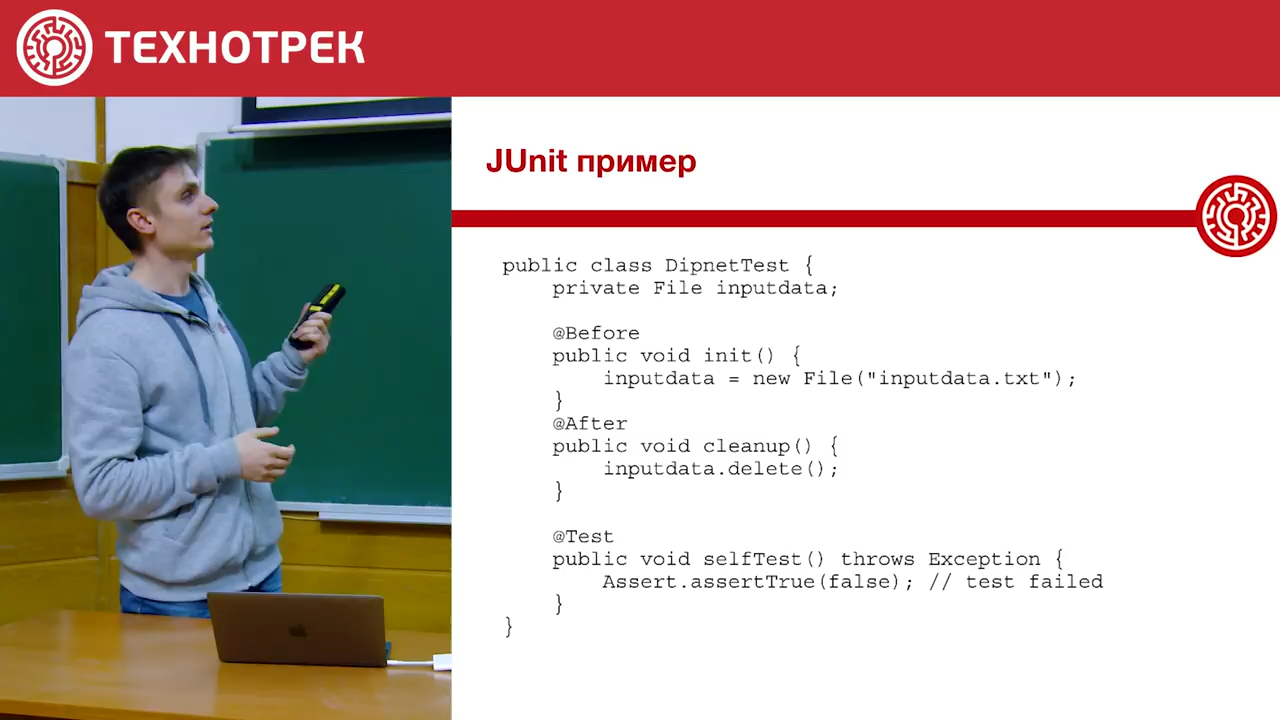 ТЕХНОТРЕК
JUnit пример
public class DipnetTest {
    private File inputdata;

    @Before
    public void init() {
        inputdata = new File("inputdata.txt");
    }
    @After
    public void cleanup() {
        inputdata.delete();
    }

    @Test
    public void selfTest() throws Exception {
        Assert.assertTrue(false); // test failed
    }
}